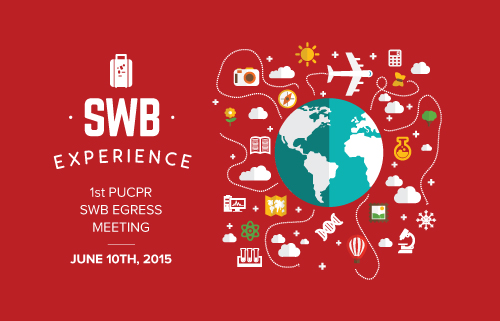 · SWB ·
EXPERIENCE
1st PUCPR
SWB EGRESS
MEETING
JUNE 10TH, 2015